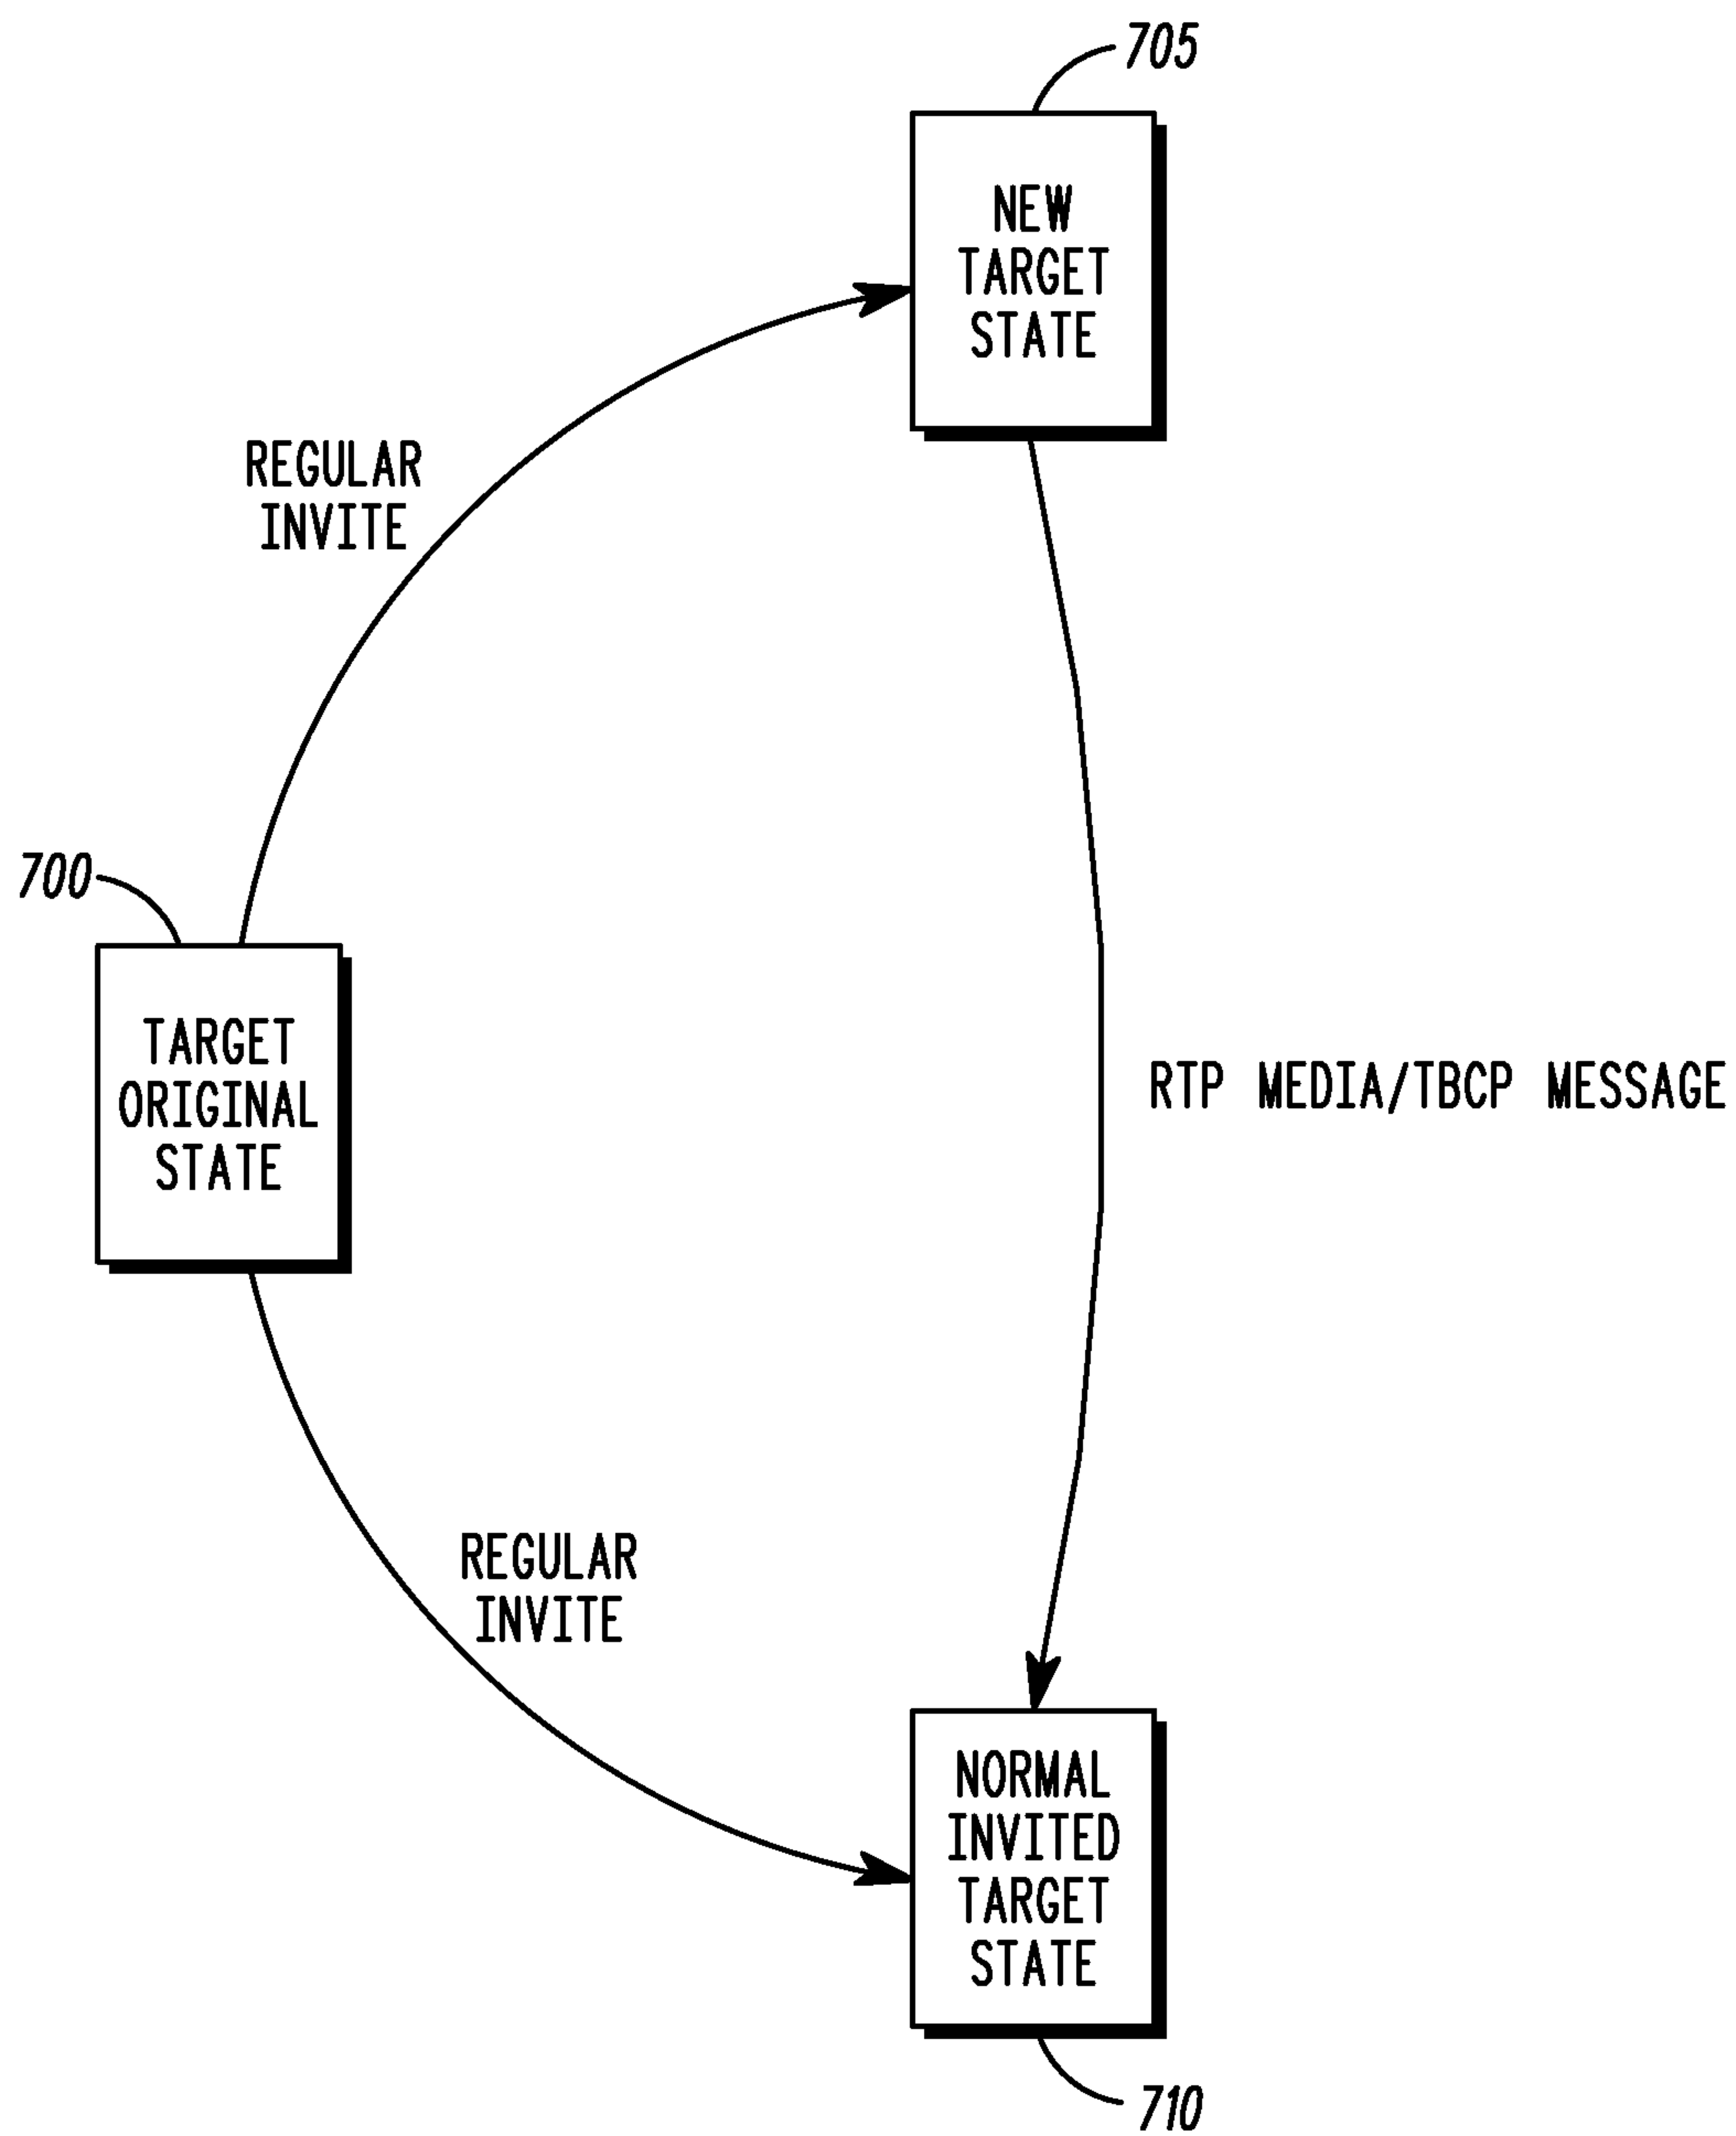 705
NEW
TARGET
STATE
REGULAR
INVITE
700
TARGET
ORIGINAL
STATE
RTP MEDIA/TBCP MESSAGE
REGULAR
INVITE
NORMAL
INVITED
TARGET
STATE
710